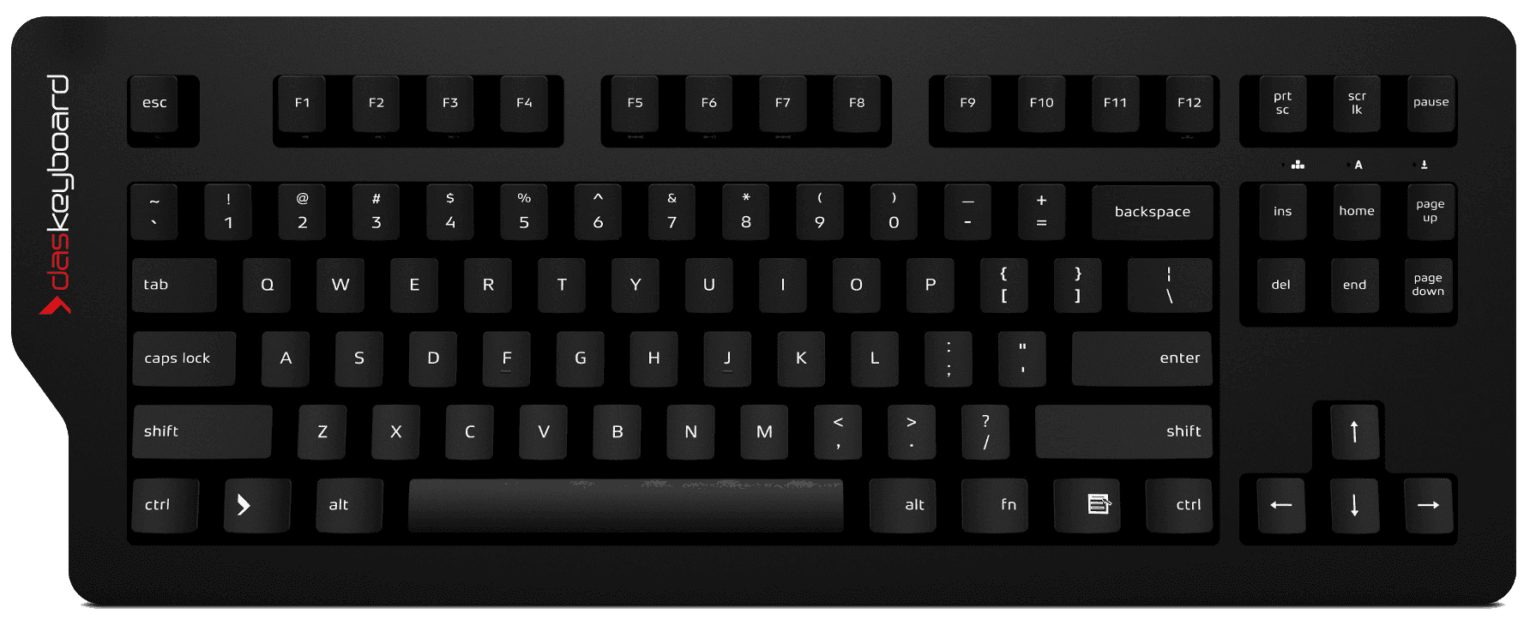 daskeyboard
esc F1 F2 F3 F4 F5 F6 F7 F8 F9 F10 F11 F12 prt sc scr lk pause
A
~ ` ! 1 @ 2 # 3 $ 4 % 5 ^ 6 & 7 * 8 ( 9 ) 0 — - + = backspace ins home page up
tab Q W E R T Y U I O P { [ } ] ¦ \ del end page down
caps lock A S D F G H J K L : ; " ' enter
shift Z X C V B N M < , > . ? / shift ↑
ctrl alt alt fn ctrl ← ↓ →